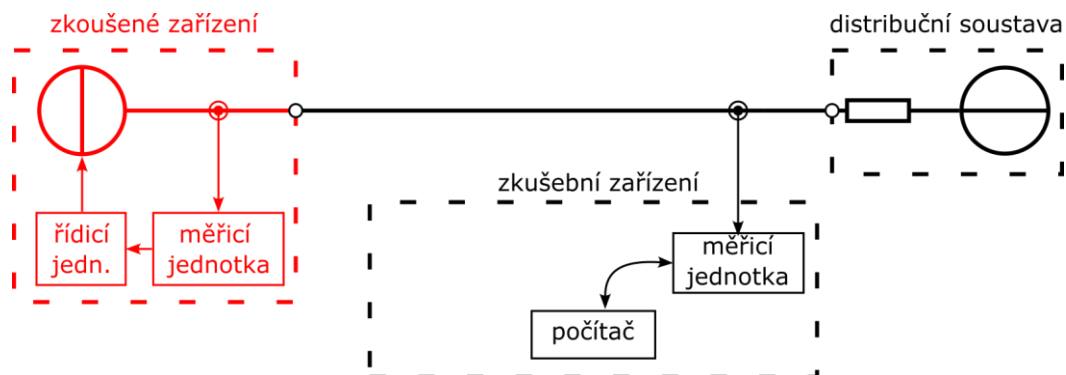 zkoušené zařízení
distribuční soustava
řídicí
jedn.
měřicí
jednotka
zkušební zařízení
měřicí
jednotka
počítač